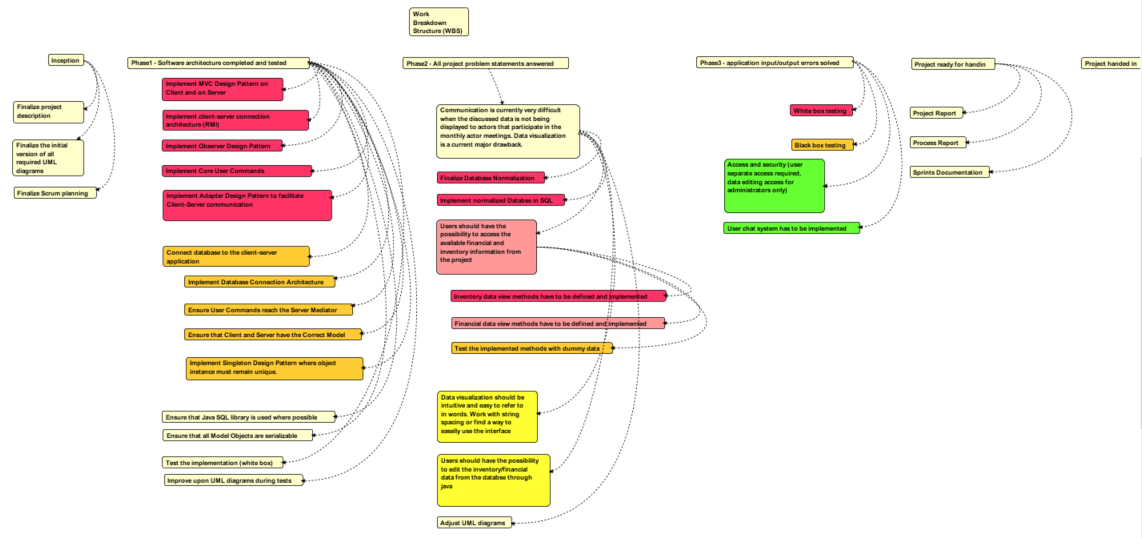 Work
Breakdown
Structure (WBS)
Inception
Finalize project
description
Finalize the initial
version of all
required UML
diagrams
Finalize Scrum planning
Phase1 - Software architecture completed and tested
Implement MVC Design Pattern on
Client and on Server
Implement client-server connection
architecture (RMI)
Implement Observer Design Pattern
Implement Core User Commands
Implement Adapter Design Pattern to facilitate
Client-Server communication
Connect database to the client-server
application
Implement Database Connection Architecture
Ensure User Commands reach the Server Mediator
Ensure that Client and Server have the Correct Model
Implement Singleton Design Pattern where object
instance must remain unique.
Ensure that Java SQL library is used where possible
Ensure that all Model Objects are serializable
Test the implementation (white box)
Improve upon UML diagrams during tests
Phase2 - All project problem statements answered
Communication is currently very difficult
when the discussed data is not being
displayed to actors that participate in the
monthly actor meetings. Data visualization
is a current major drawback.
Finalize Database Normalization
Implement normalized Databse in SQL
Users should have the
possibility to access the
available financial and
inventory information from
the project
Inventory data view methods have to be defined and implemented
Financial data view methods have to be defined and implemented
Test the implemented methods with dummy data
Data visualization should be
intuitive and easy to refer to
in words. Work with string
spacing or find a way to
easelly use the interface
Users should have the possibility
to edit the inventory/financial
data from the databse through
java
Adjust UML diagrams
Phase3 - application input/output errors solved
White box testing
Black box testing
Access and security (user
separate access required,
data editing access for
administrators only)
User chat system has to be implemented
Project ready for handin
Project Report
Process Report
Sprints Documentation
Project handed in